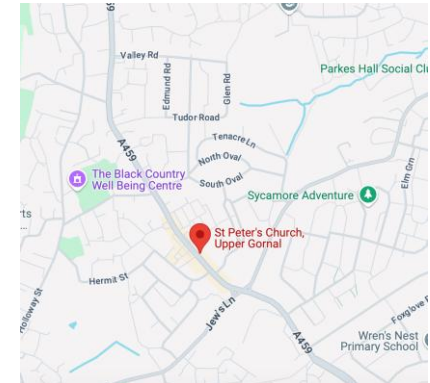 Valley Rd
Edmund Rd
Glen Rd
Parkes Hall Social Clu
Tudor Road
A459
Tenacre Ln
North Oval
The Black Country
Well Being Centre
South Oval
Sycamore Adventure
Elm Grn
rts
St Peter's Church,
Upper Gornal
Hermit St
Holloway St
Jew's Ln
A459
Foxglove R
Wren's Nest
Primary School